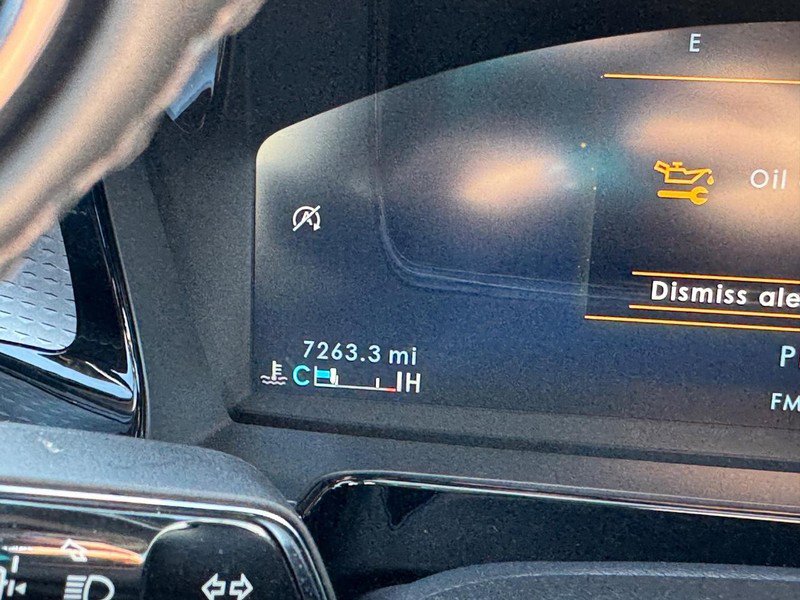 E
Oil
Dismiss ale
7263.3 mi
C H
P
FM